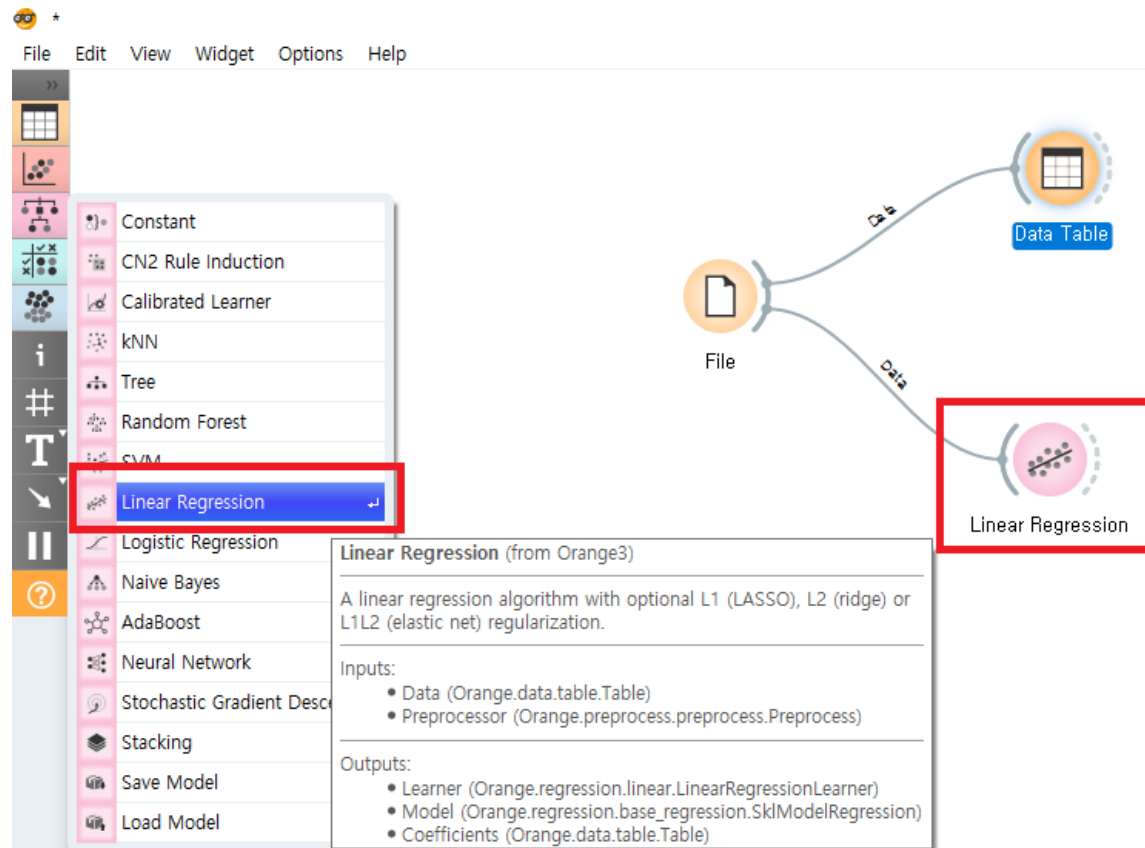 *
File Edit View Widget Options Help
»
Constant
CN2 Rule Induction
Calibrated Learner
kNN
Tree
Random Forest
SVM
Linear Regression
Logistic Regression
Naive Bayes
AdaBoost
Neural Network
Stochastic Gradient Desce
Stacking
Save Model
Load Model
i
T
?
Linear Regression (from Orange3)
A linear regression algorithm with optional L1 (LASSO), L2 (ridge) or
L1L2 (elastic net) regularization.
Inputs:
• Data (Orange.data.table.Table)
• Preprocessor (Orange.preprocess.preprocess.Preprocess)
Outputs:
• Learner (Orange.regression.linear.LinearRegressionLearner)
• Model (Orange.regression.base_regression.SklModelRegression)
• Coefficients (Orange.data.table.Table)
Data
Data Table
File
Data
Linear Regression